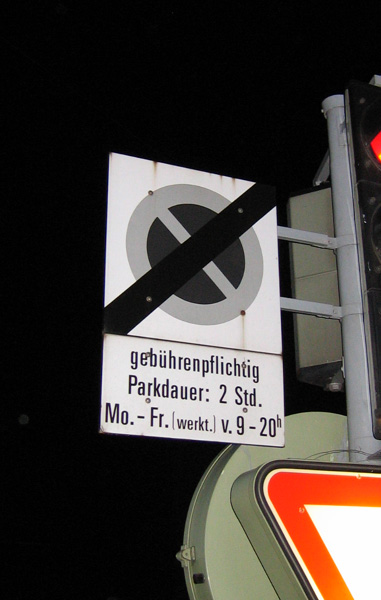 gebührenpflichtig
Parkdauer: 2 Std.
Mo. - Fr. (werkt.) v. 9 - 20h